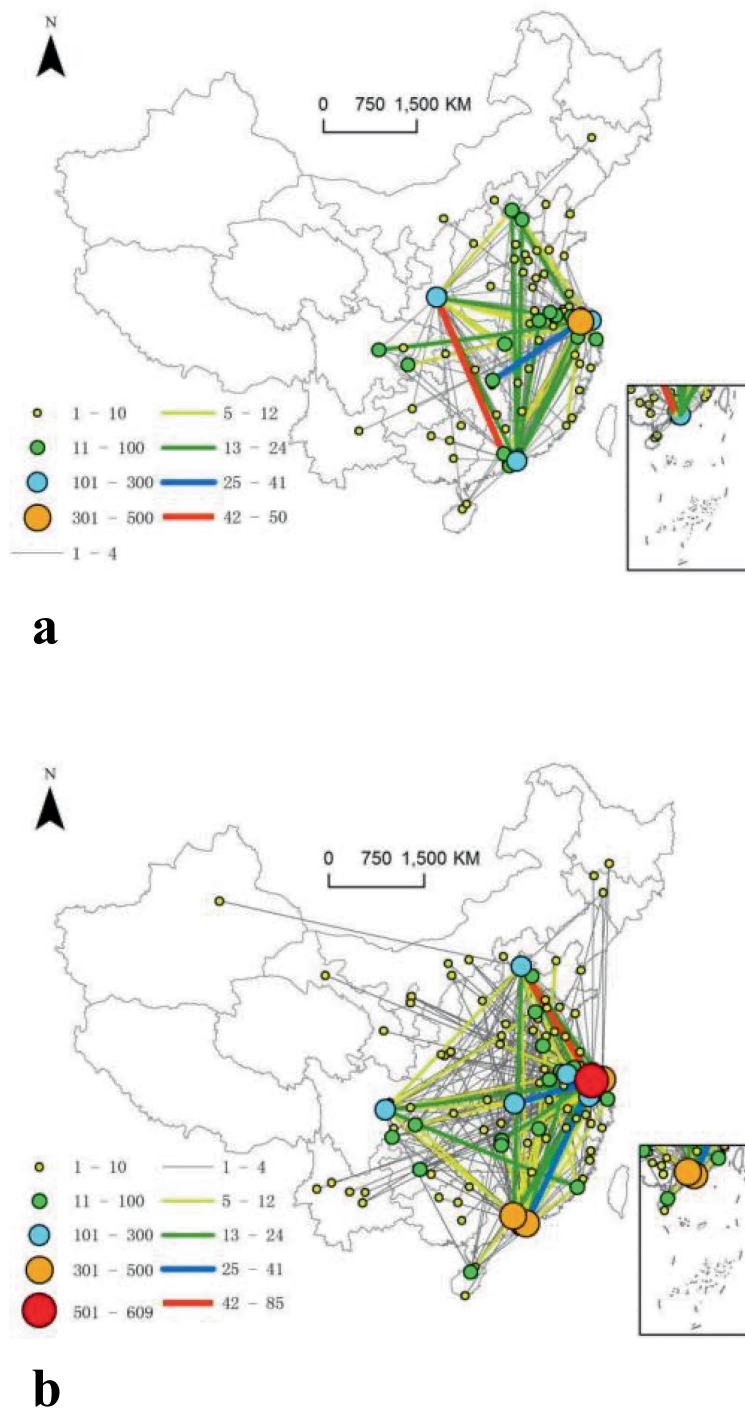 N
0 750 1,500 KM
1 - 10 5 - 12
11 - 100 13 - 24
101 - 300 25 - 41
301 - 500 42 - 50
1 - 4
a
N
0 750 1,500 KM
1 - 10 1 - 4
11 - 100 5 - 12
101 - 300 13 - 24
301 - 500 25 - 41
501 - 609 42 - 85
b